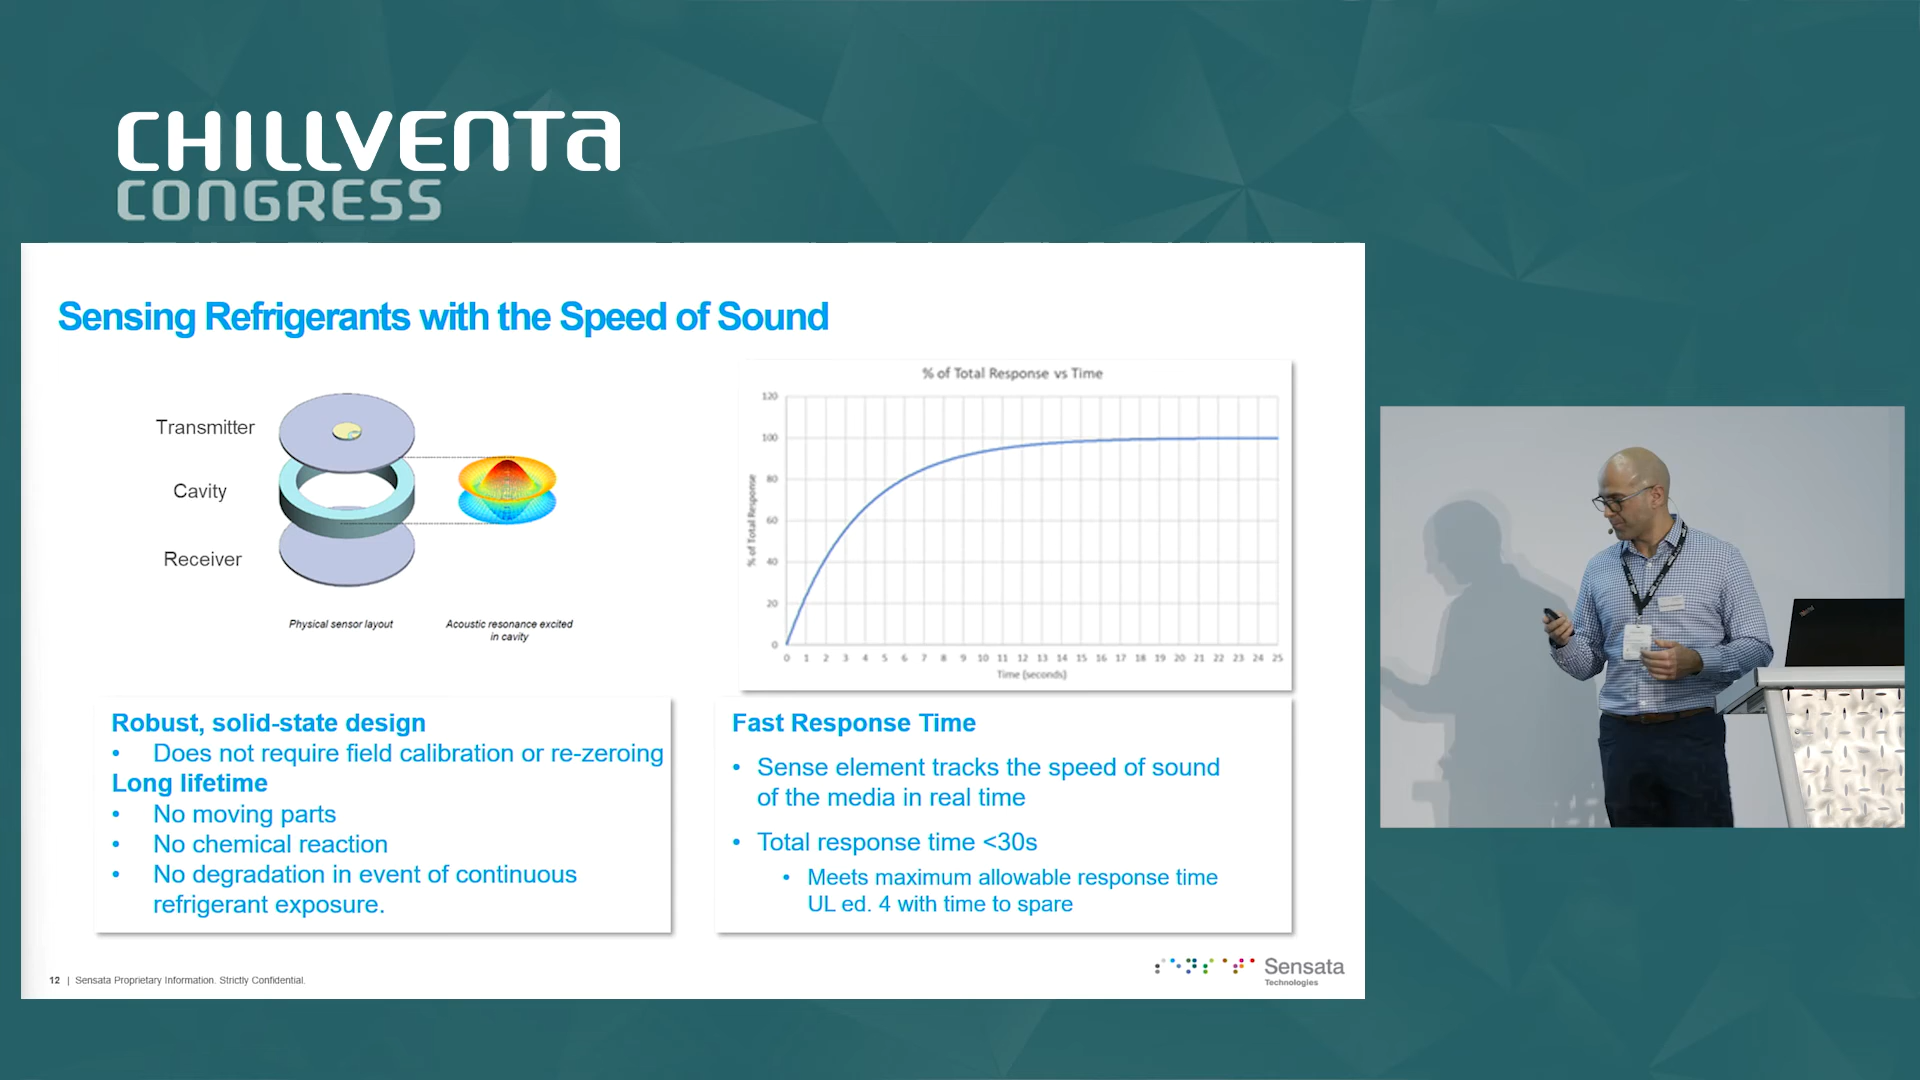 CHILLVENTA
CONGRESS
Sensing Refrigerants with the Speed of Sound
Transmitter
Cavity
Receiver
Physical sensor layout
Acoustic resonance excited
in cavity
% of Total Response vs Time
% of Total Response
120
100
80
60
40
20
0
0 1 2 3 4 5 6 7 8 9 10 11 12 13 14 15 16 17 18 19 20 21 22 23 24 25
Time (seconds)
Robust, solid-state design
• Does not require field calibration or re-zeroing
Long lifetime
• No moving parts
• No chemical reaction
• No degradation in event of continuous
refrigerant exposure.
Fast Response Time
• Sense element tracks the speed of sound
of the media in real time
• Total response time <30s
• Meets maximum allowable response time
UL ed. 4 with time to spare
12 | Sensata Proprietary Information. Strictly Confidential.
Sensata
Technologies